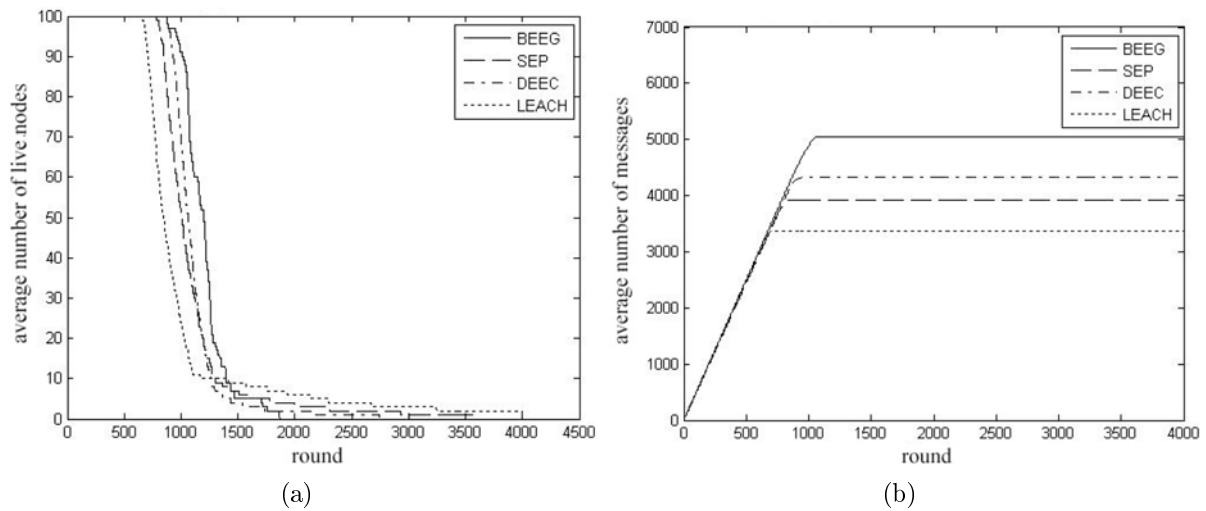 100
90
80
70
60
50
40
30
20
10
0
average number of live nodes
BEEG
SEP
DEEC
LEACH
0 500 1000 1500 2000 2500 3000 3500 4000 4500
round
(a)
7000
6000
5000
4000
3000
2000
1000
0
average number of messages
BEEG
SEP
DEEC
LEACH
0 500 1000 1500 2000 2500 3000 3500 4000
round
(b)